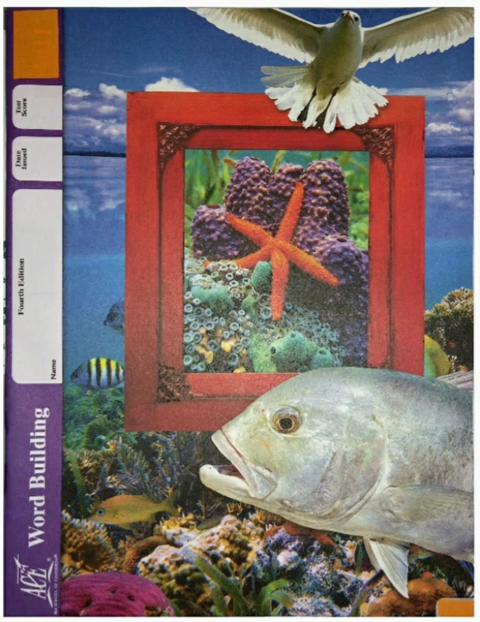 Test
Score
Date
Issued
Fourth Edition
Name
Word Building
ACE